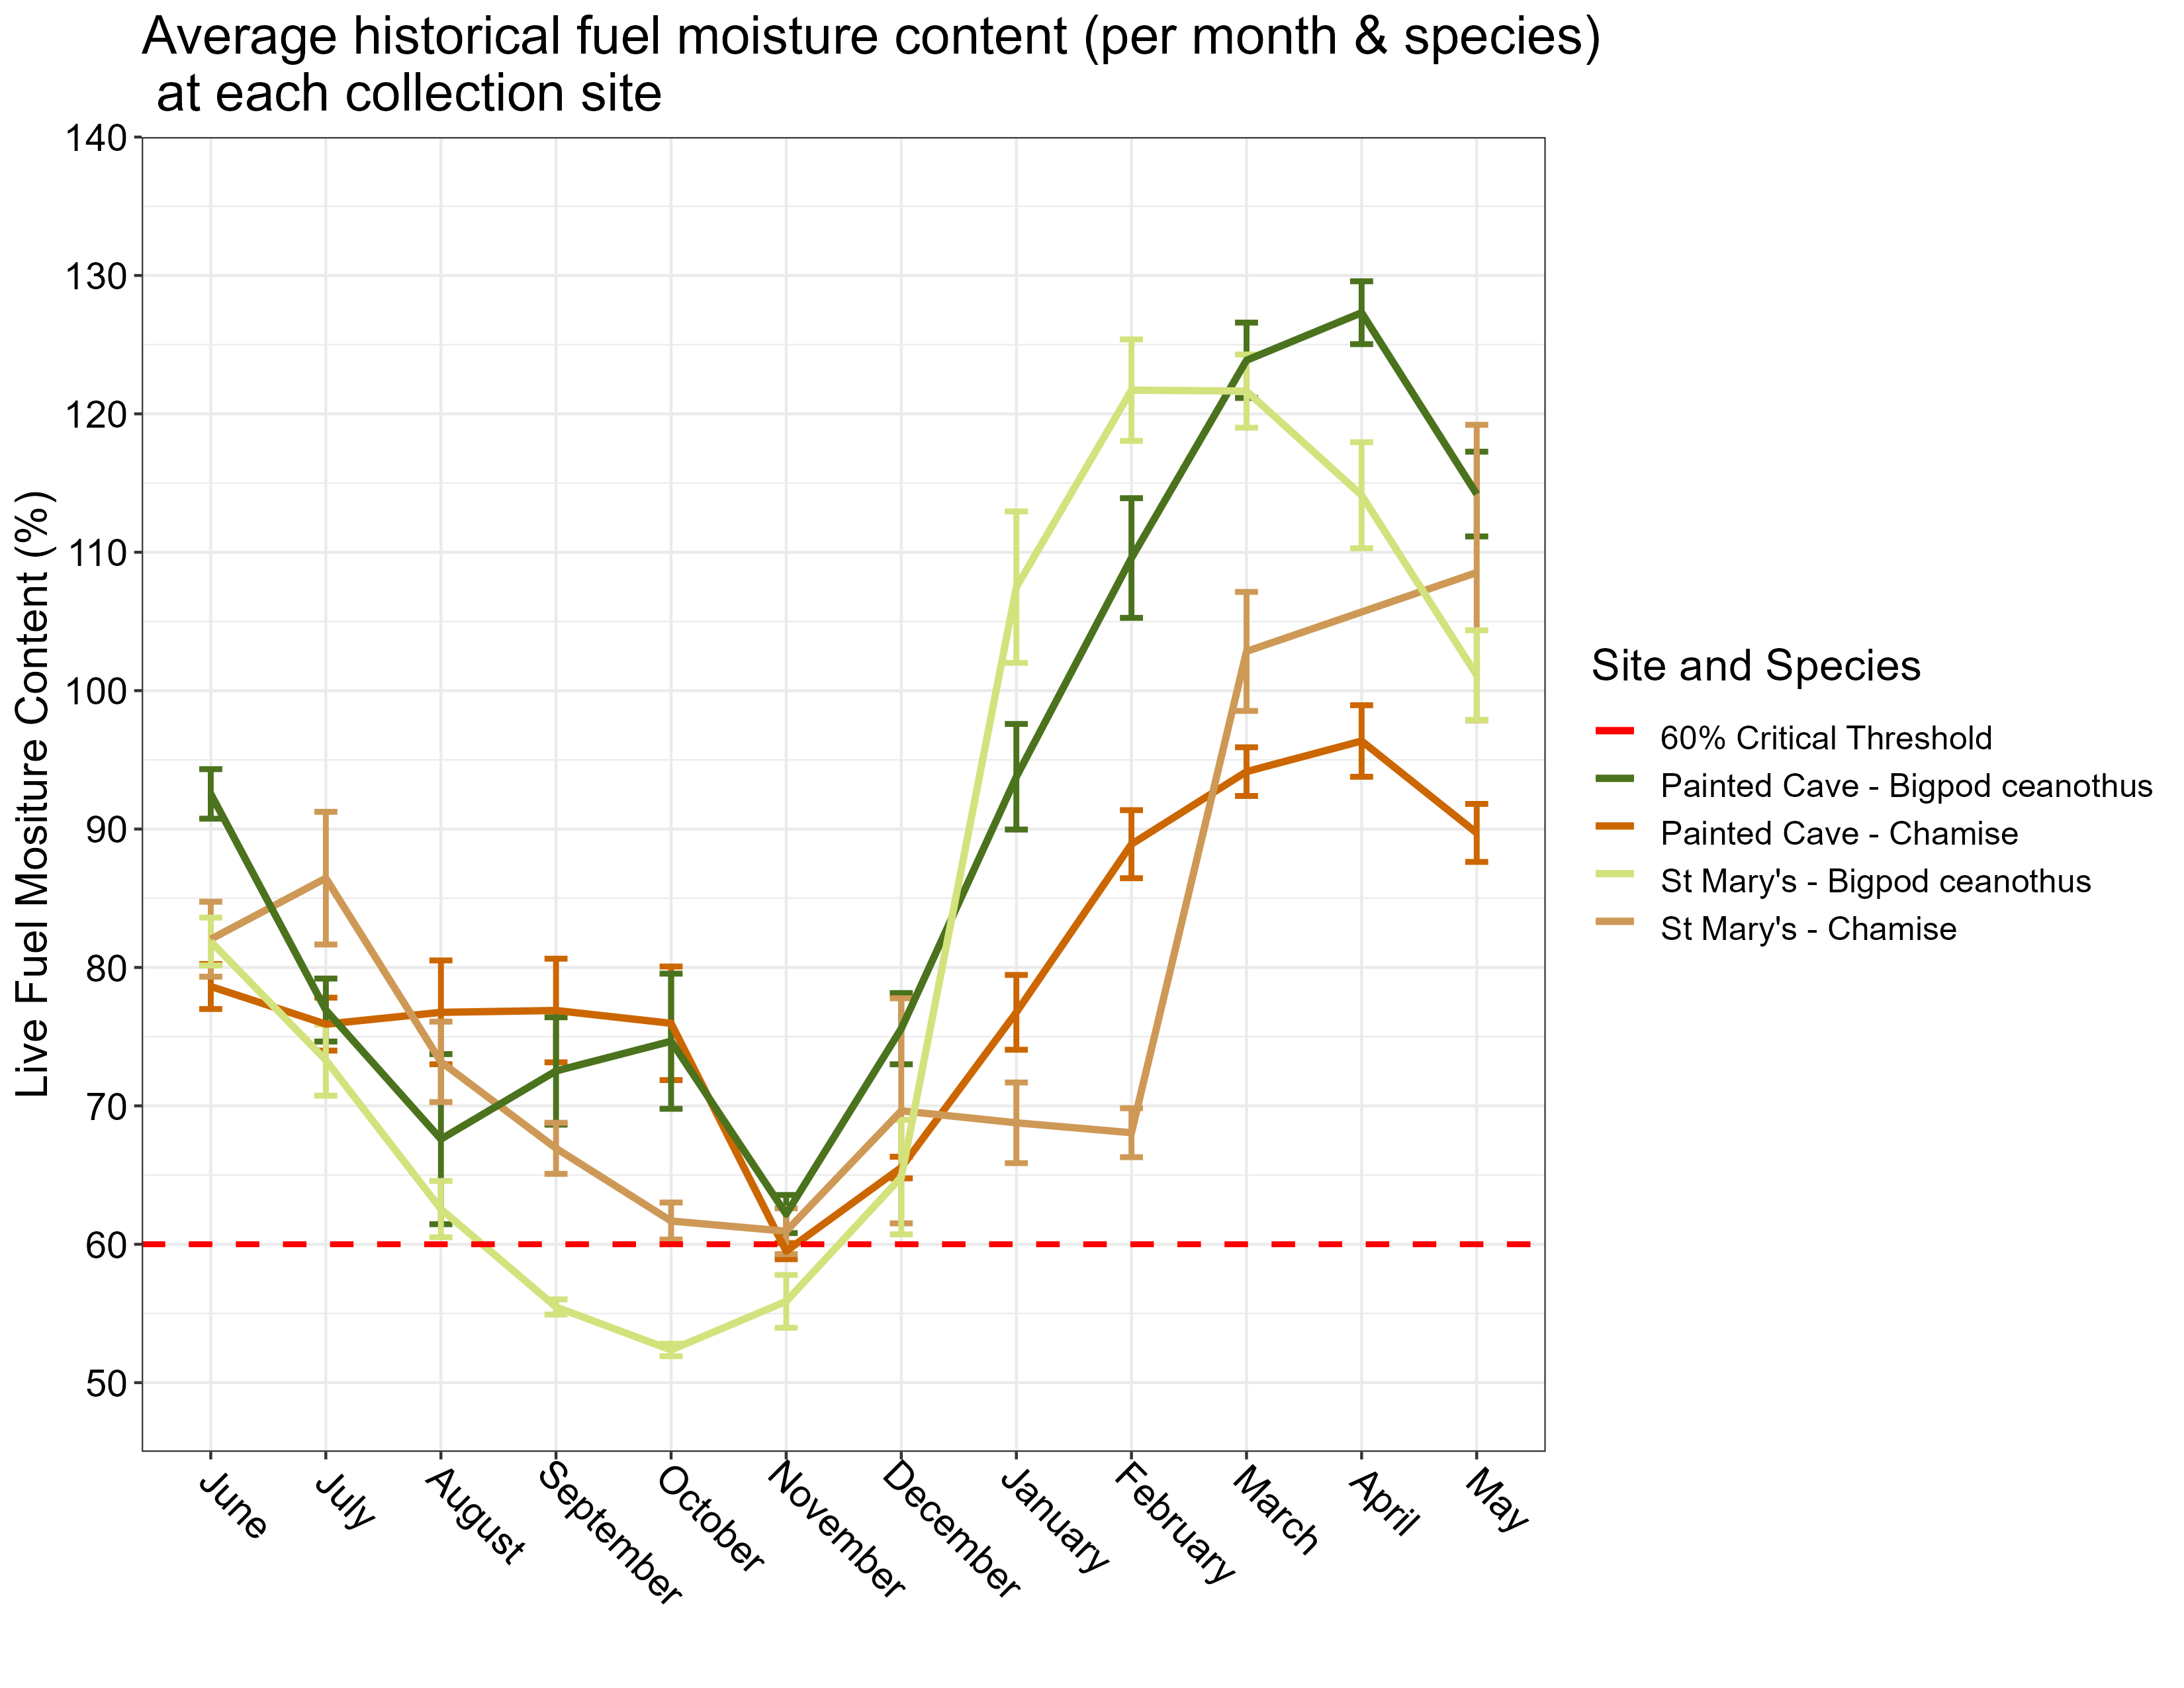 Average historical fuel moisture content (per month & species)
at each collection site
140
130
120
110
100
90
80
70
60
50
Live Fuel Mositure Content (%)
June
July
August
September
October
November
December
January
February
March
April
May
Site and Species
60% Critical Threshold
Painted Cave - Bigpod ceanothus
Painted Cave - Chamise
St Mary's - Bigpod ceanothus
St Mary's - Chamise